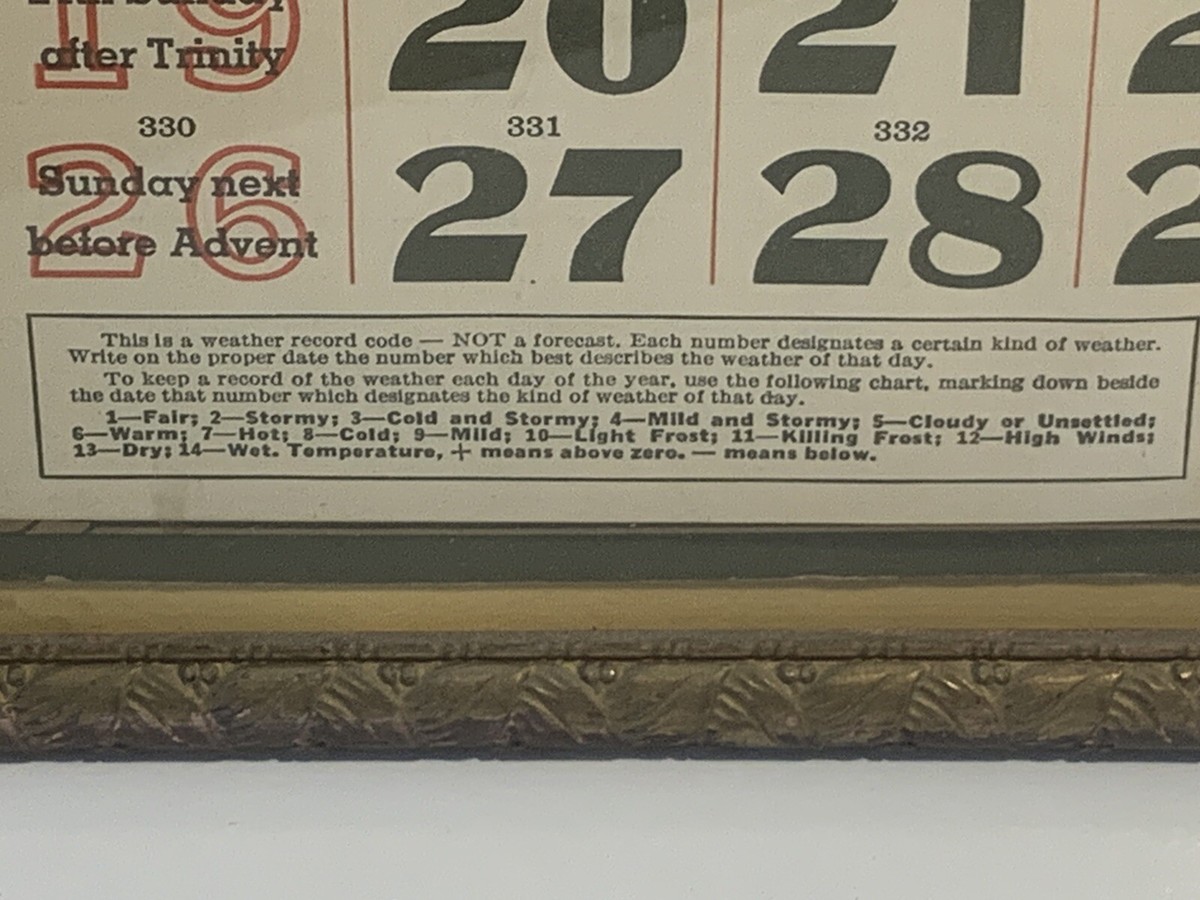 19 20 21
after Trinity
330 331 332
26 27 28 2
Sunday next
before Advent
This is a weather record code — NOT a forecast. Each number designates a certain kind of weather.
Write on the proper date the number which best describes the weather of that day.
To keep a record of the weather each day of the year, use the following chart, marking down beside
the date that number which designates the kind of weather of that day.
1—Fair; 2—Stormy; 3—Cold and Stormy; 4—Mild and Stormy; 5—Cloudy or Unsettled;
6—Warm; 7—Hot; 8—Cold; 9—Mild; 10—Light Frost; 11—Killing Frost; 12—High Winds;
13—Dry; 14—Wet. Temperature, + means above zero. — means below.